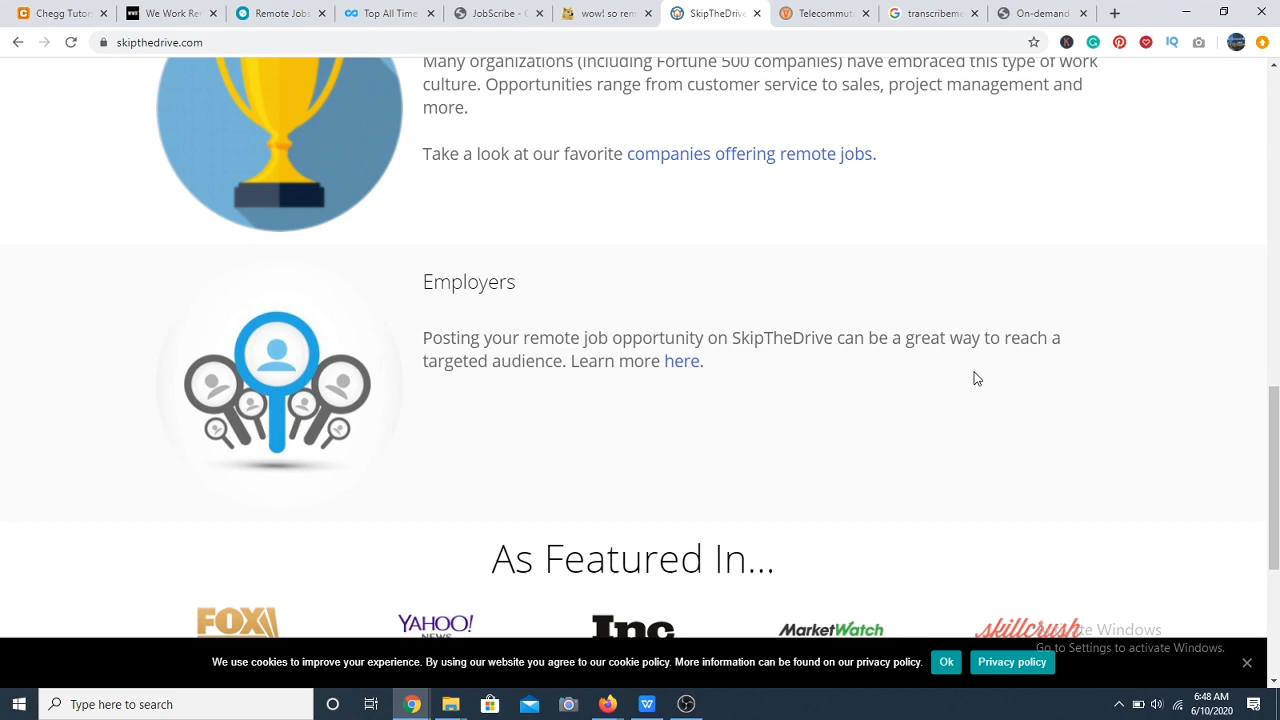 Cake Tutor
We Work Re
Remote Jo
Top All Time
JobScribe - C
so rem
SkipTheDrive
Telecommut
transcribeme
On-demand
skipthedrive.com
Many organizations (including Fortune 500 companies) have embraced this type of work
culture. Opportunities range from customer service to sales, project management and
more.
Take a look at our favorite companies offering remote jobs.
Employers
Posting your remote job opportunity on SkipTheDrive can be a great way to reach a
targeted audience. Learn more here.
As Featured In...
FOX
YAHOO!
NEWS
Inc
MarketWatch
skillcrush
Activate Windows
Go to Settings to activate Windows.
We use cookies to improve your experience. By using our website you agree to our cookie policy. More information can be found on our privacy policy.
Ok
Privacy policy
Type here to search
6:48 AM
6/10/2020